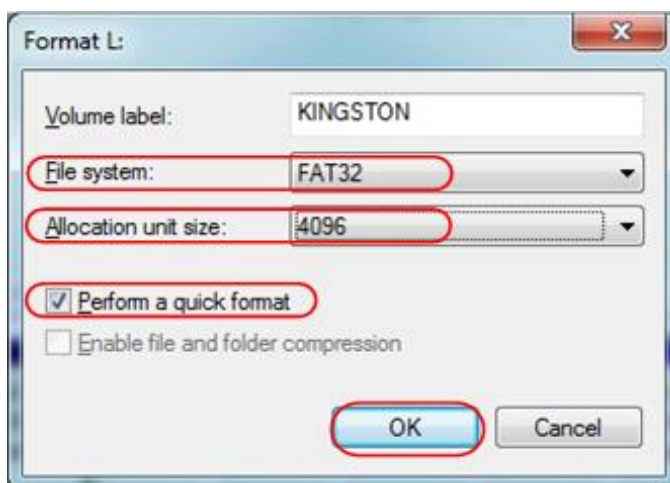 Format L:
Volume label: KINGSTON
File system: FAT32
Allocation unit size: 4096
Perform a quick format
Enable file and folder compression
OK Cancel